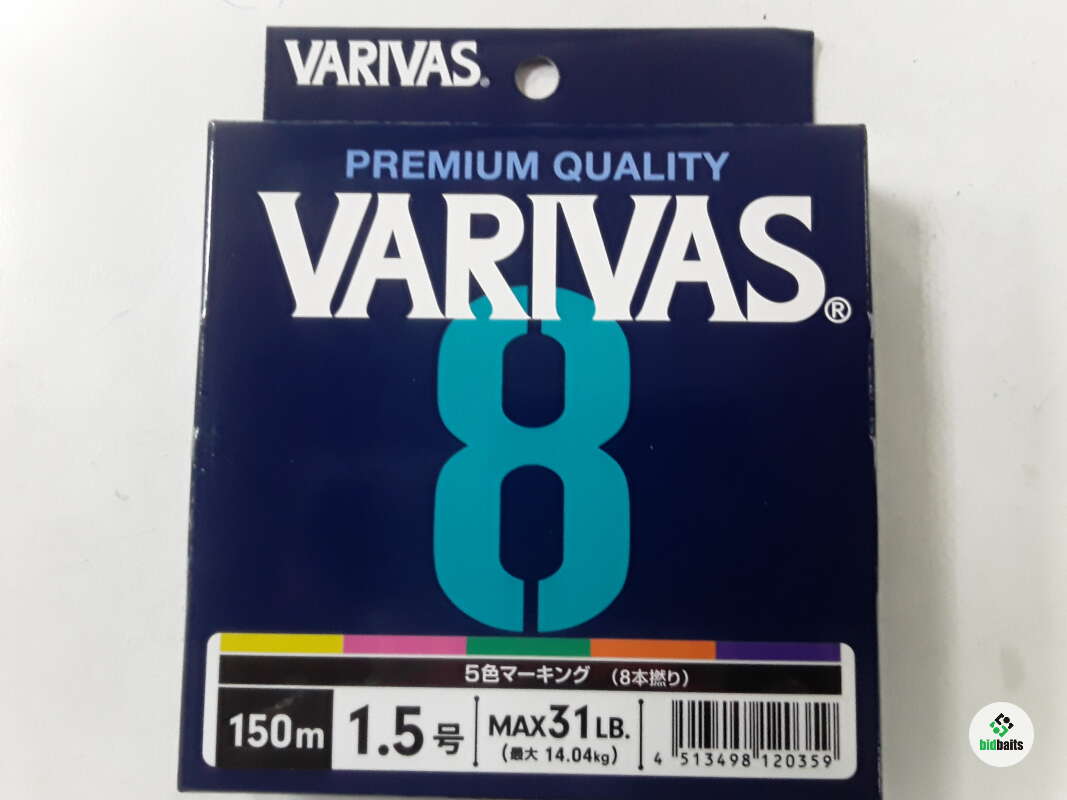 VARIVAS®
PREMIUM QUALITY
VARIVAS®
8
5色マーキング (8本撚り)
150m
1.5号
MAX31LB.
(最大 14.04kg)
4 513498 120359
bidbaits